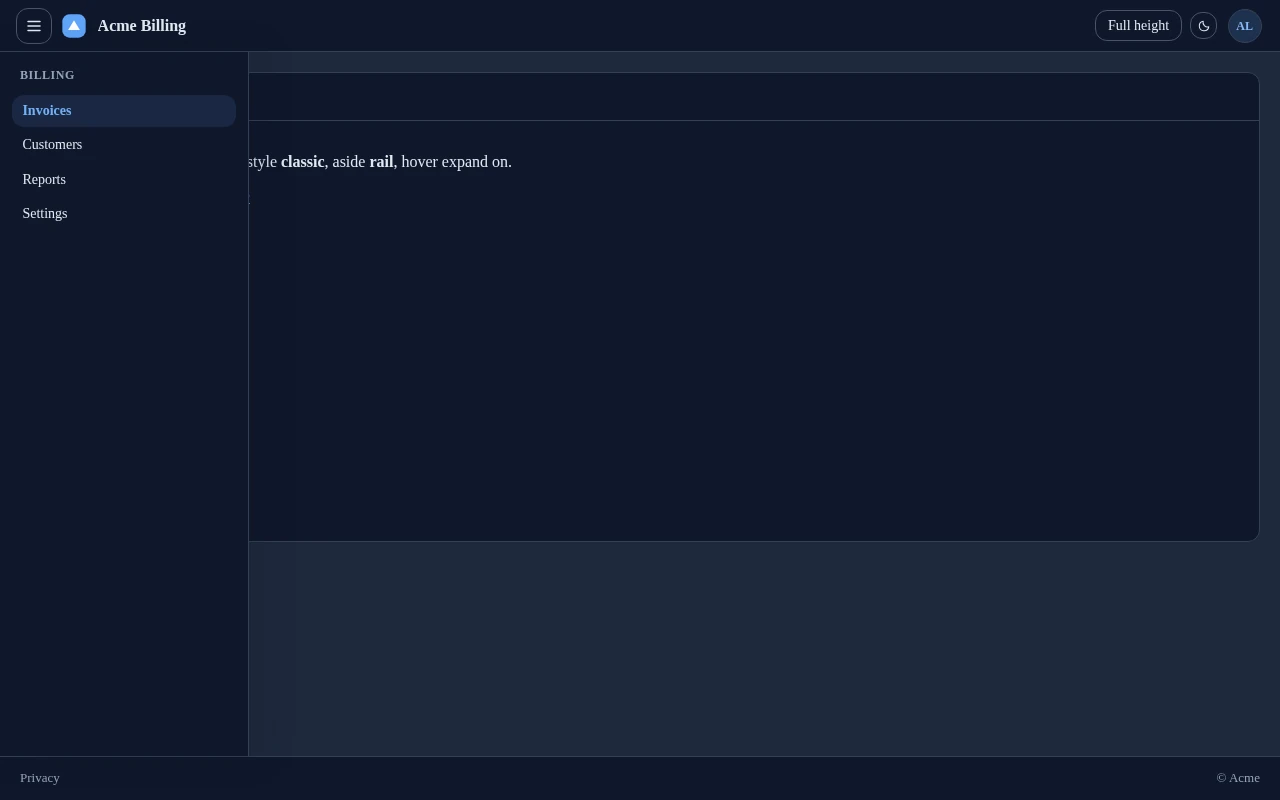 Acme Billing
Full height
AL
BILLING
Invoices
Customers
Reports
Settings
style classic, aside rail, hover expand on.
Privacy
© Acme